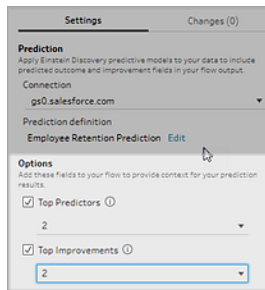 Settings
Changes (0)
Prediction
Apply Einstein Discovery predictive models to your data to include
predicted outcome and improvement fields in your flow output.
Connection
gs0.salesforce.com
Prediction definition
Employee Retention Prediction Edit
Options
Add these fields to your flow to provide context for your prediction
results.
Top Predictors
2
Top Improvements
2